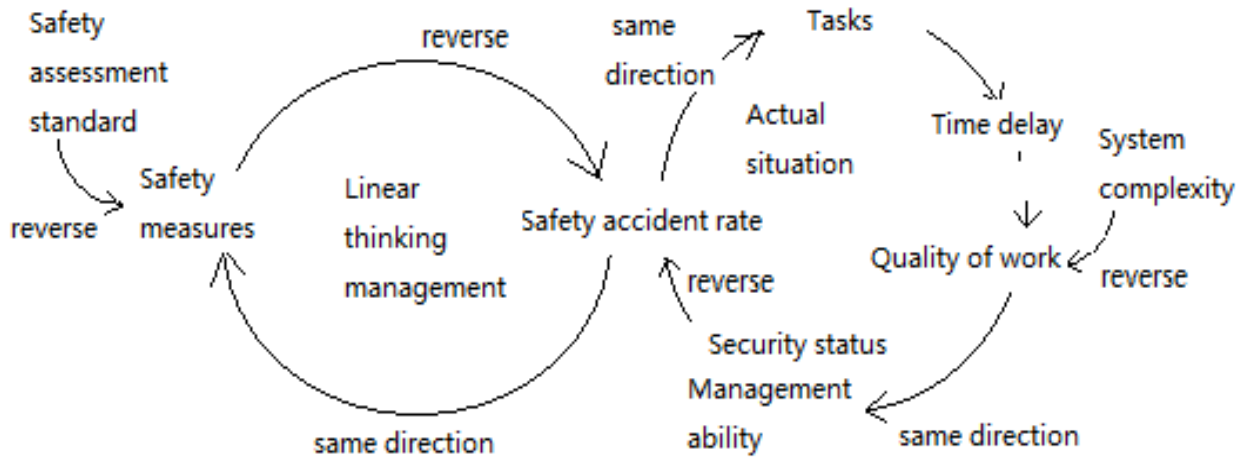 Safety
assessment
standard
reverse
Safety
measures
reverse
Linear
thinking
management
same direction
Safety accident rate
same
direction
Tasks
Actual
situation
Time delay
System
complexity
Quality of work
reverse
reverse
Security status
Management
ability
same direction